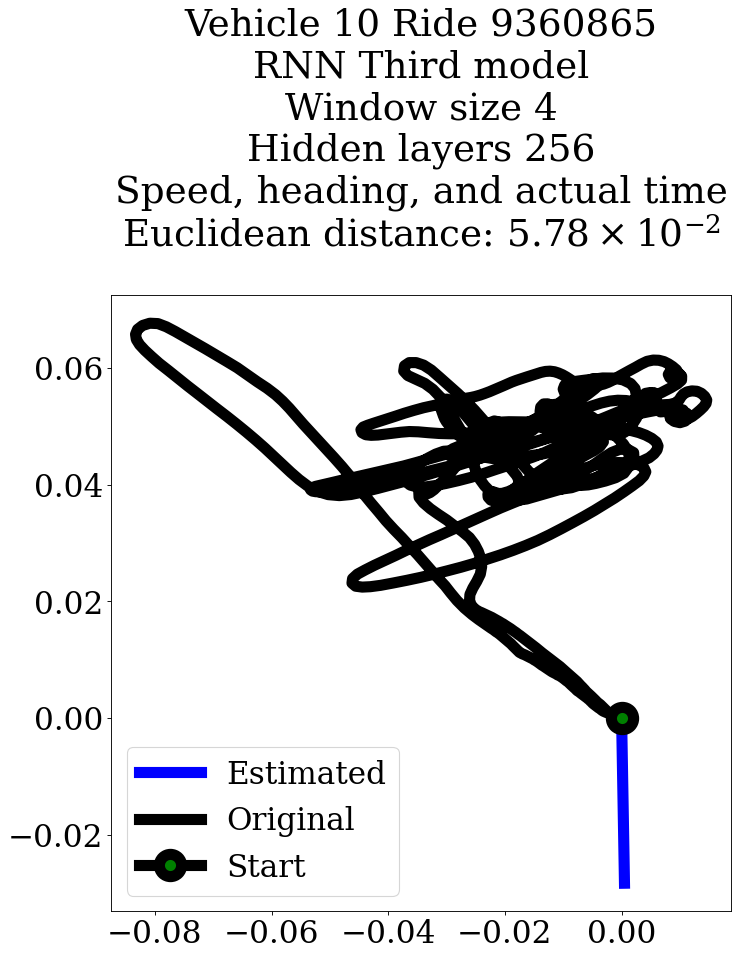 Vehicle 10 Ride 9360865
RNN Third model
Window size 4
Hidden layers 256
Speed, heading, and actual time
Euclidean distance: 5.78 × 10⁻²
0.06
0.04
0.02
0.00
−0.02
Estimated
Original
Start
−0.08 −0.06 −0.04 −0.02 0.00